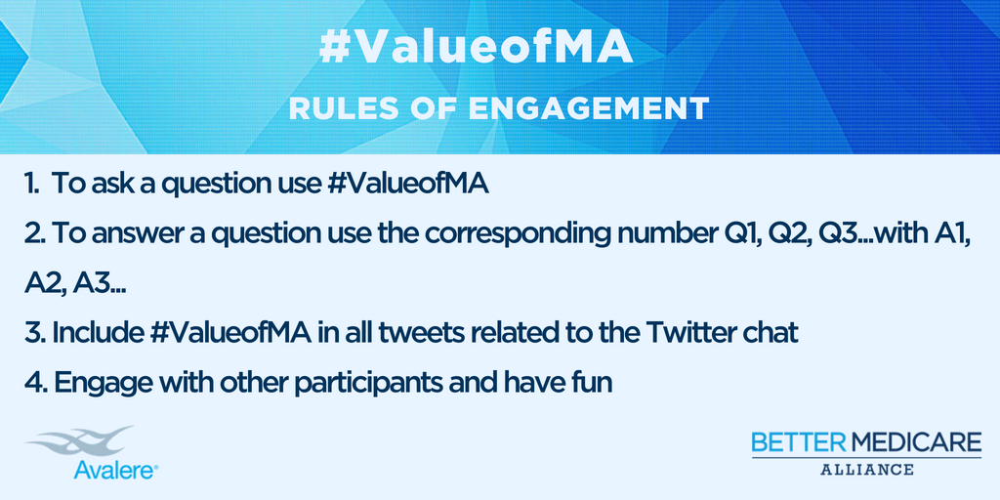 #ValueofMA
RULES OF ENGAGEMENT
1. To ask a question use #ValueofMA
2. To answer a question use the corresponding number Q1, Q2, Q3...with A1,
A2, A3...
3. Include #ValueofMA in all tweets related to the Twitter chat
4. Engage with other participants and have fun
Avalere®
BETTER MEDICARE
ALLIANCE